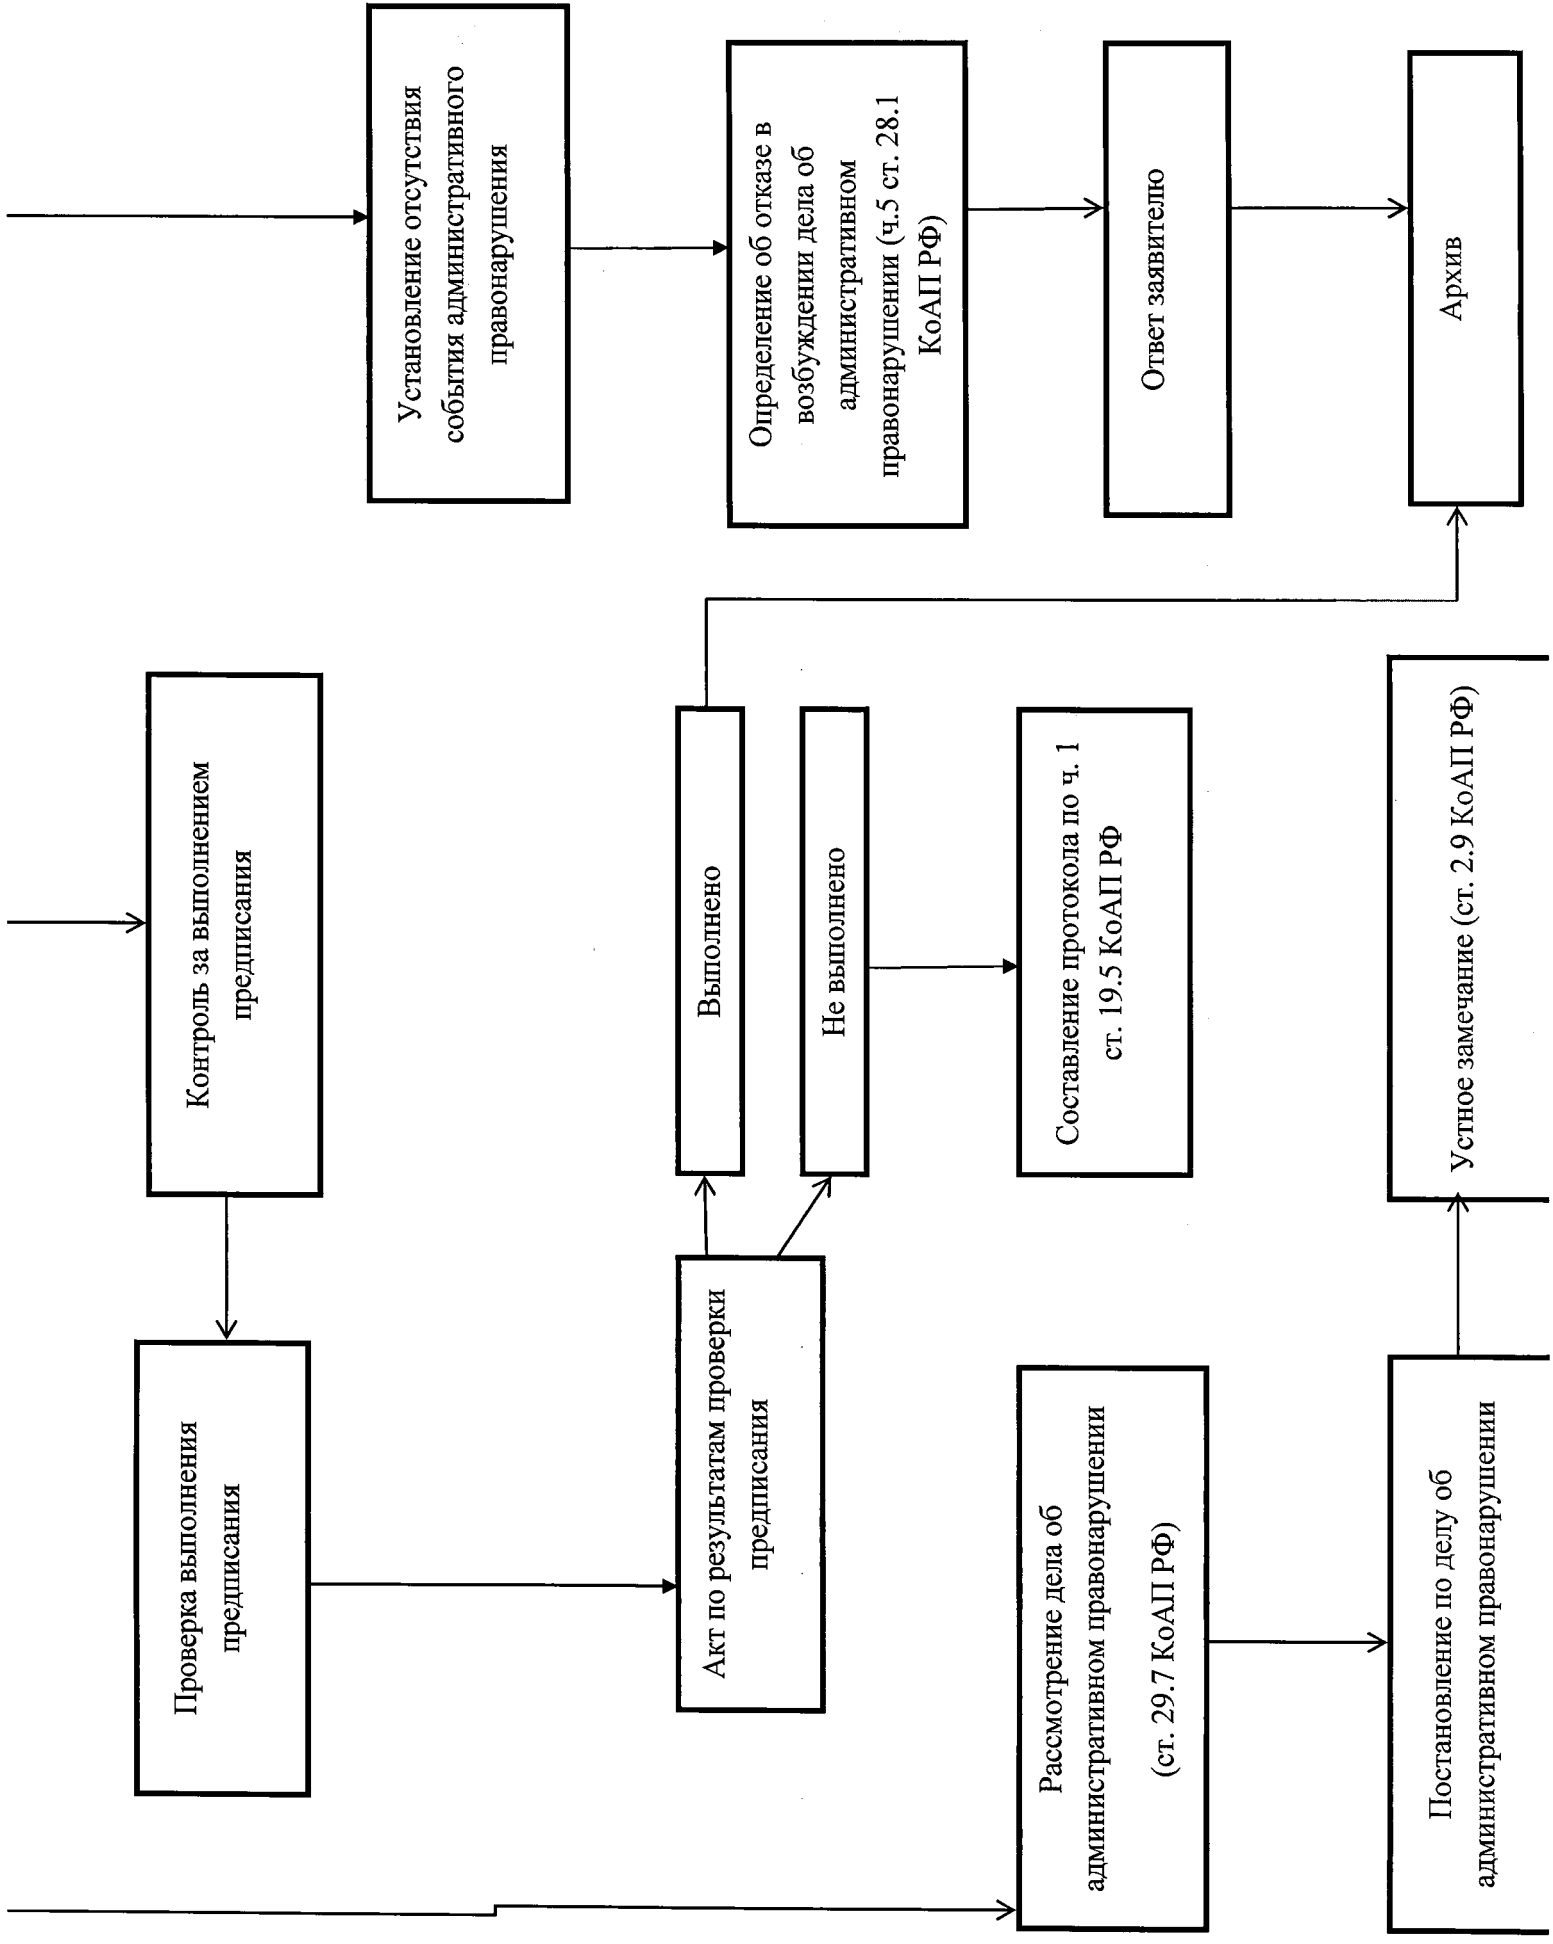 Контроль за выполнением
предписания
Проверка выполнения
предписания
Установление отсутствия
события административного
правонарушения
Акт по результатам проверки
предписания
Выполнено
Не выполнено
Определение об отказе в
возбуждении дела об
административном
правонарушении (ч.5 ст. 28.1
КоАП РФ)
Рассмотрение дела об
административном правонарушении
(ст. 29.7 КоАП РФ)
Составление протокола по ч. 1
ст. 19.5 КоАП РФ
Ответ заявителю
Постановление по делу об
административном правонарушении
Устное замечание (ст. 2.9 КоАП РФ)
Архив